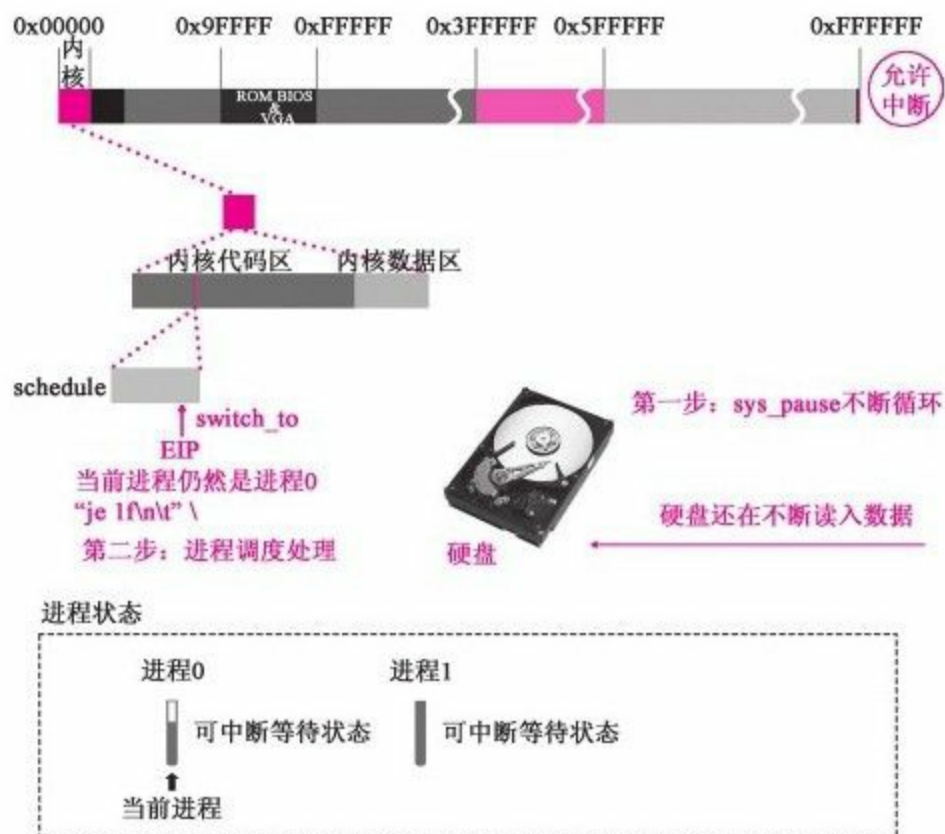 0x00000 0x9FFFF 0xFFFFF 0x3FFFFF 0x5FFFFF 0xFFFFFF
内
核
ROM BIOS
&
VGA
允许
中断
内核代码区 内核数据区
schedule
switch_to
EIP
当前进程仍然是进程0
“je 1f\n\t” \
第二步：进程调度处理
第一步：sys_pause不断循环
硬盘还在不断读入数据
硬盘
进程状态
进程0 进程1
可中断等待状态 可中断等待状态
当前进程